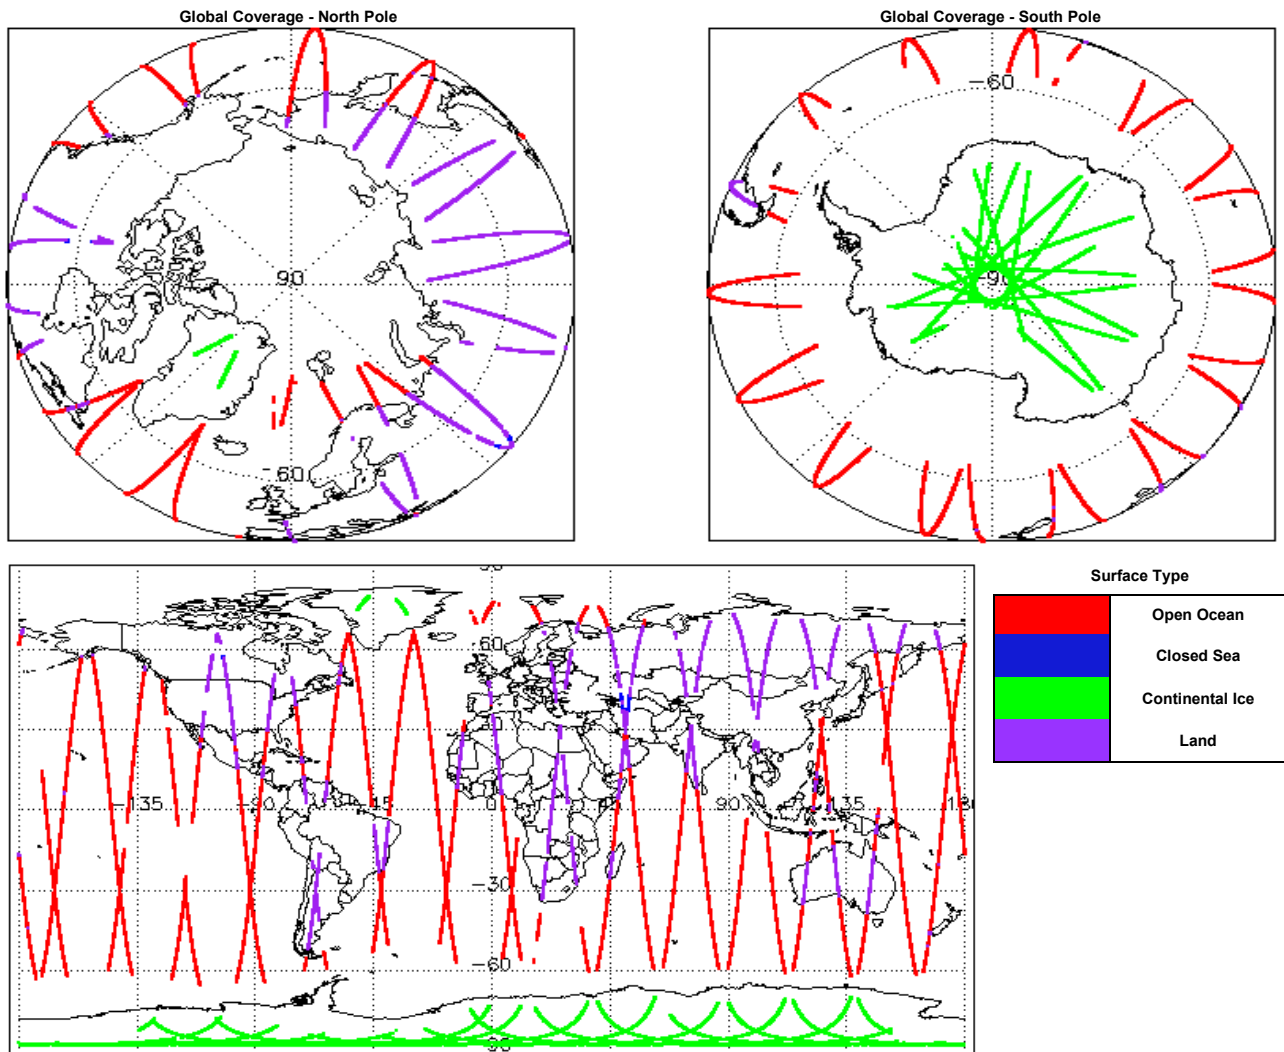 Global Coverage - North Pole
Global Coverage - South Pole
90
-60
-60
-90
Surface Type
Open Ocean
Closed Sea
Continental Ice
Land
60
-135
-90
-45
0
90
135
180
-30
-60